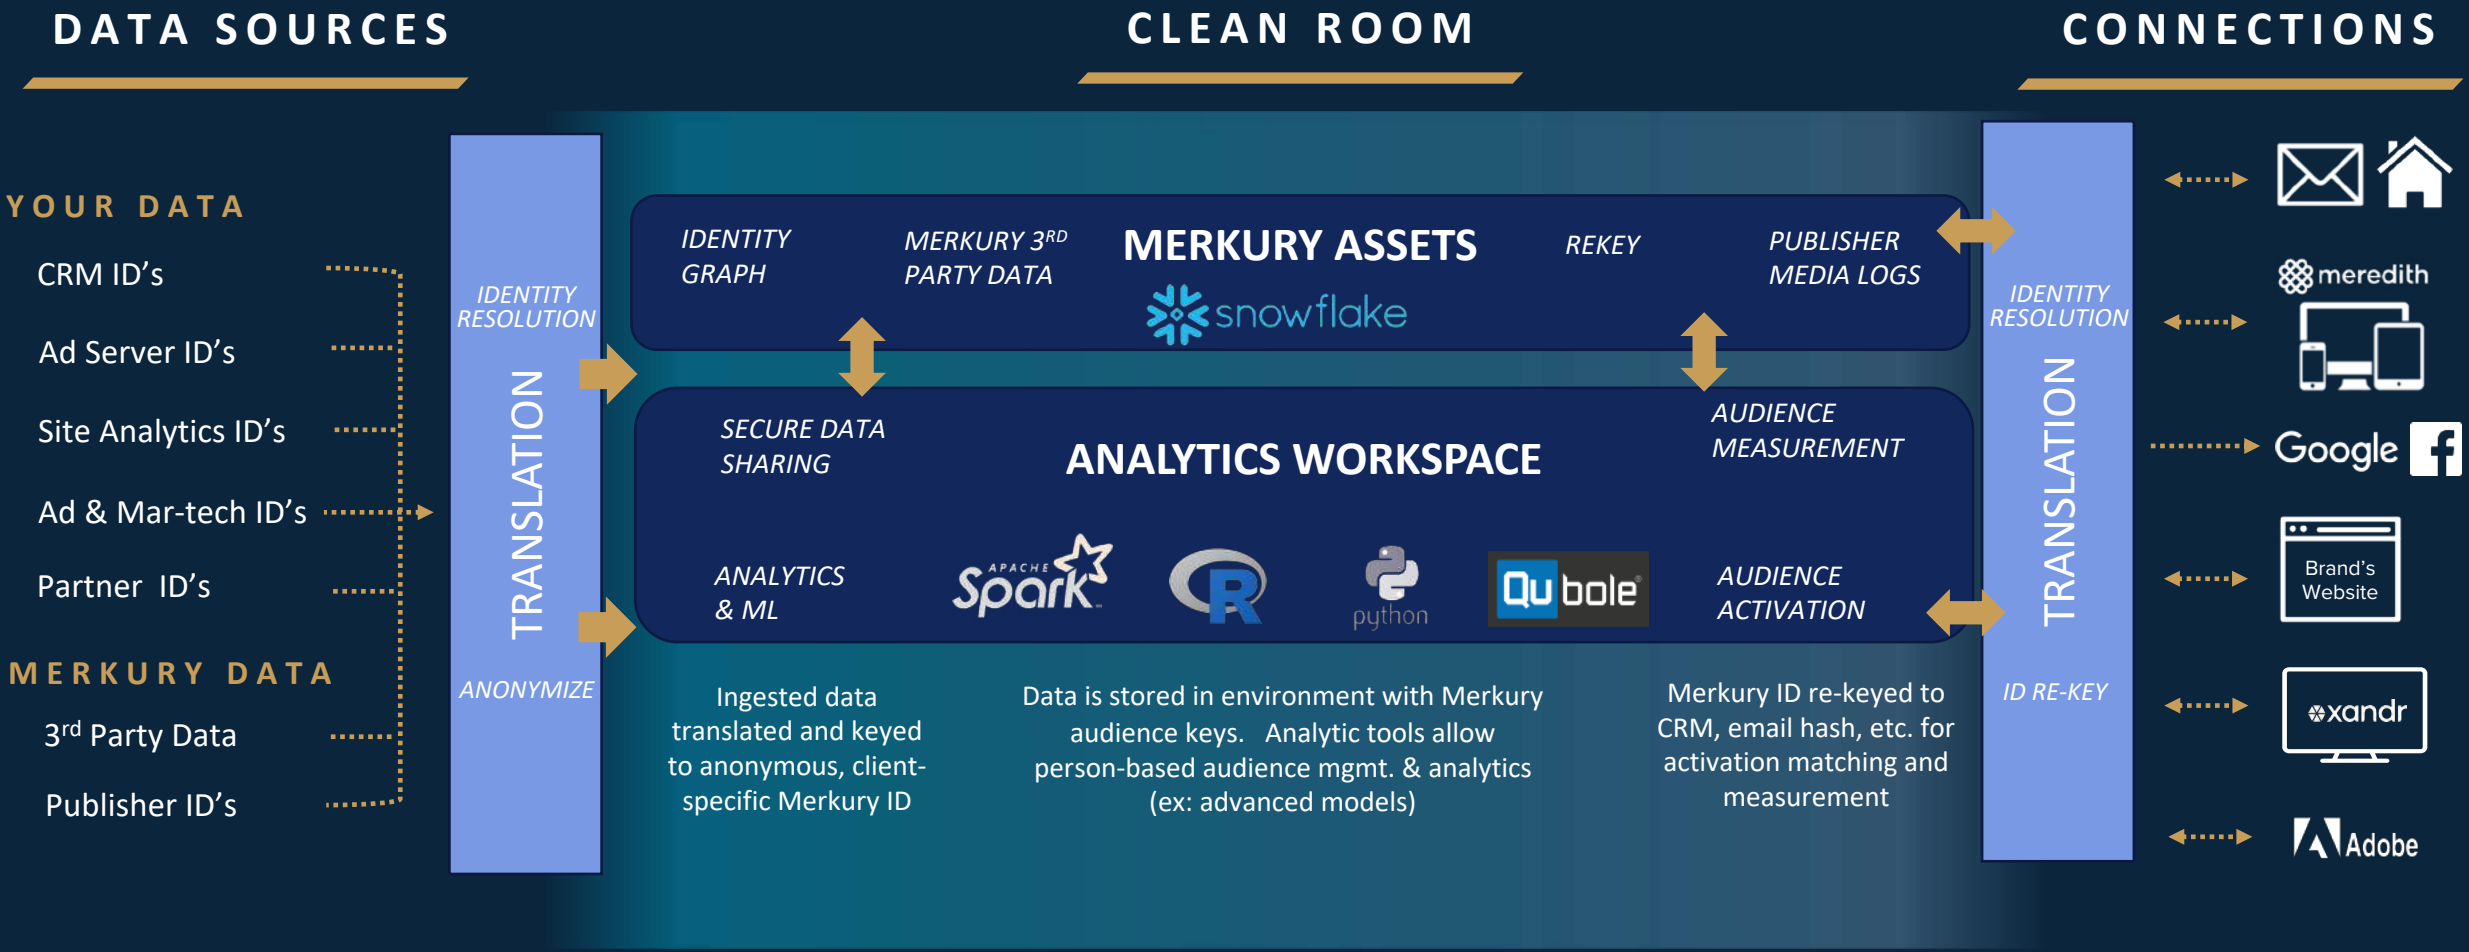 DATA SOURCES
CLEAN ROOM
CONNECTIONS
YOUR DATA
CRM ID’s
Ad Server ID’s
Site Analytics ID’s
Ad & Mar-tech ID’s
Partner ID’s
MERKURY DATA
3rd Party Data
Publisher ID’s
IDENTITY
RESOLUTION
TRANSLATION
ANONYMIZE
IDENTITY
GRAPH
MERKURY 3RD
PARTY DATA
MERKURY ASSETS
snowflake
REKEY
PUBLISHER
MEDIA LOGS
SECURE DATA
SHARING
ANALYTICS WORKSPACE
AUDIENCE
MEASUREMENT
ANALYTICS
& ML
APACHE
Spark
R
python
Qubole
AUDIENCE
ACTIVATION
Ingested data
translated and keyed
to anonymous, client-
specific Merkury ID
Data is stored in environment with Merkury
audience keys. Analytic tools allow
person-based audience mgmt. & analytics
(ex: advanced models)
Merkury ID re-keyed to
CRM, email hash, etc. for
activation matching and
measurement
IDENTITY
RESOLUTION
TRANSLATION
ID RE-KEY
meredith
Google f
Brand’s
Website
xandr
Adobe